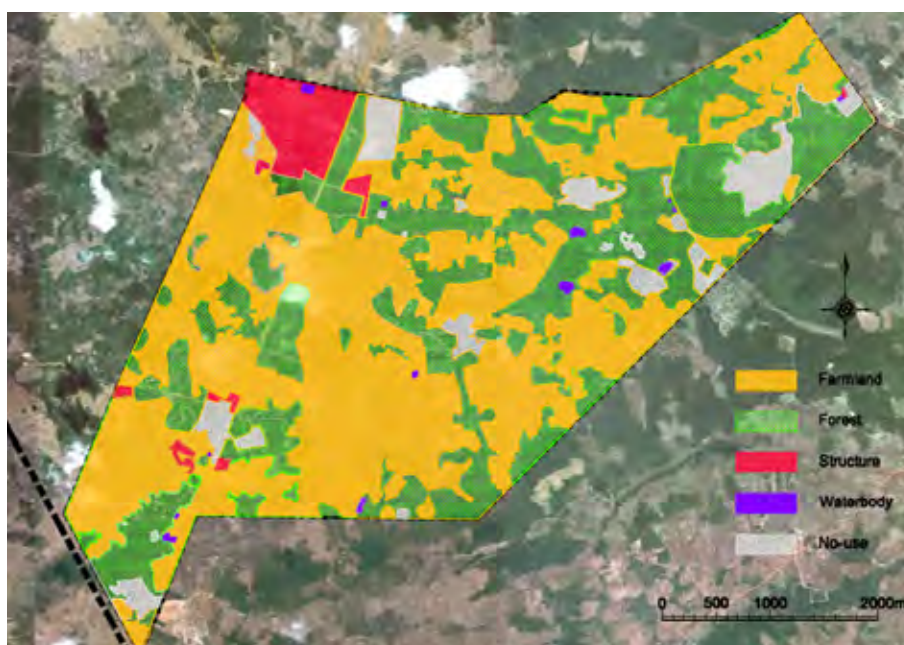 Farmland
Forest
Structure
Waterbody
No-use
0 500 1000 2000m